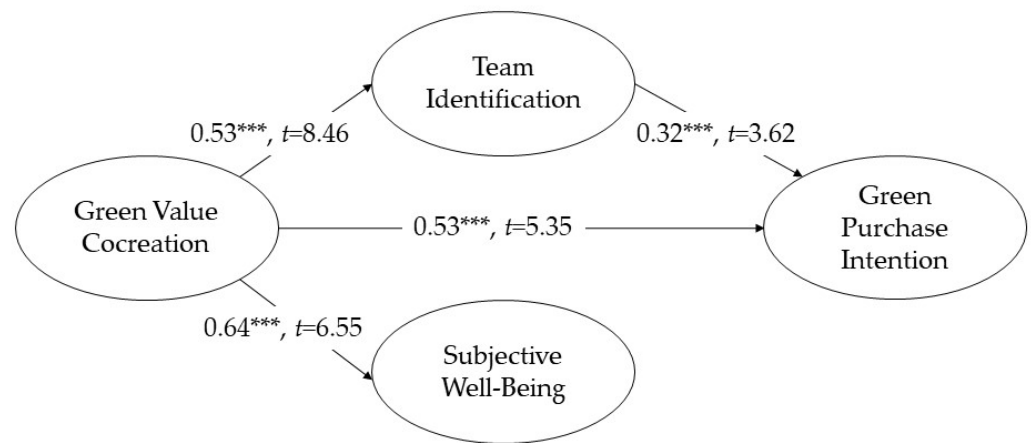 Team
Identification
0.53***, t=8.46
0.32***, t=3.62
Green Value
Cocreation
0.53***, t=5.35
Green
Purchase
Intention
0.64***, t=6.55
Subjective
Well-Being